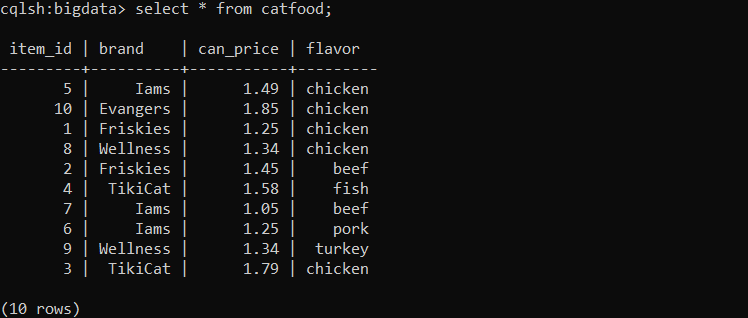 cqlsh:bigdata> select * from catfood;
 item_id | brand    | can_price | flavor
---------+----------+-----------+---------
       5 |     Iams |      1.49 | chicken
      10 | Evangers |      1.85 | chicken
       1 | Friskies |      1.25 | chicken
       8 | Wellness |      1.34 | chicken
       2 | Friskies |      1.45 |    beef
       4 |  TikiCat |      1.58 |    fish
       7 |     Iams |      1.05 |    beef
       6 |     Iams |      1.25 |    pork
       9 | Wellness |      1.34 |  turkey
       3 |  TikiCat |      1.79 | chicken
(10 rows)